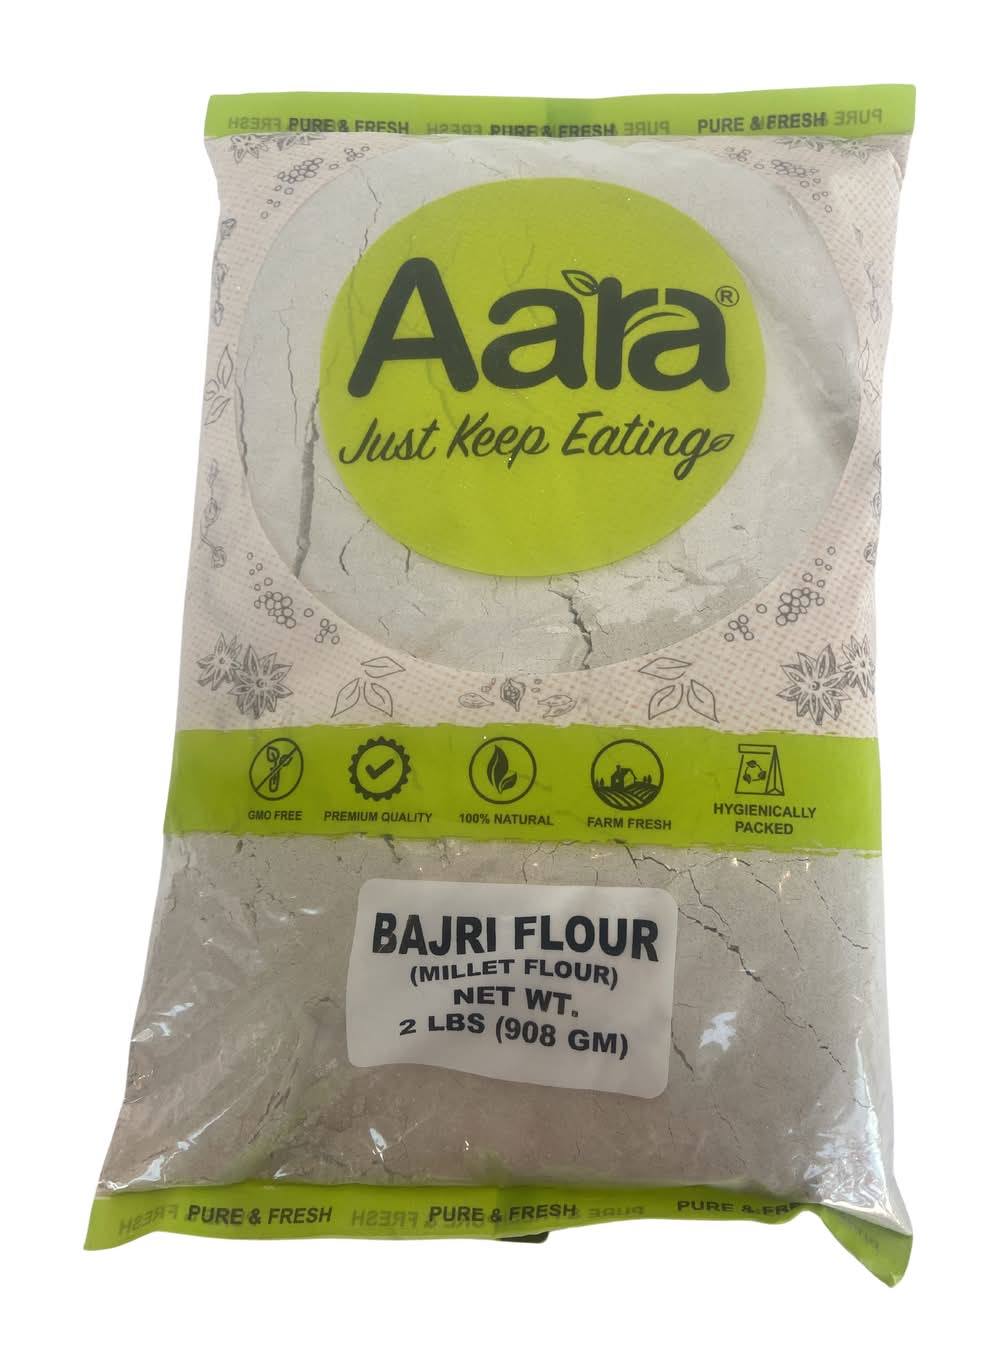 PURE & FRESH PURE & FRESH PURE & FRESH
Aara®
Just Keep Eating
GMO FREE
PREMIUM QUALITY
100% NATURAL
FARM FRESH
HYGIENICALLY
PACKED
BAJRI FLOUR
(MILLET FLOUR)
NET WT.
2 LBS (908 GM)
PURE & FRESH PURE & FRESH PURE &